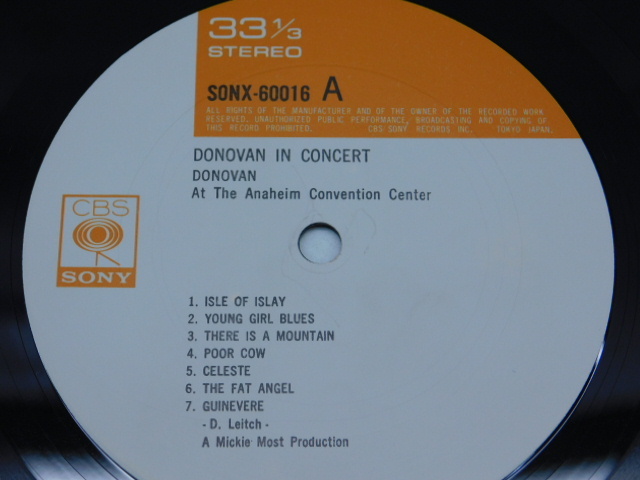 33 1/3
STEREO
SONX-60016 A
ALL RIGHTS OF THE MANUFACTURER AND OF THE OWNER OF THE RECORDED WORK
RESERVED. UNAUTHORIZED PUBLIC PERFORMANCE, BROADCASTING AND COPYING OF
THIS RECORD PROHIBITED. CBS/SONY RECORDS INC. TOKYO JAPAN.
DONOVAN IN CONCERT
DONOVAN
At The Anaheim Convention Center
CBS
SONY
1. ISLE OF ISLAY
2. YOUNG GIRL BLUES
3. THERE IS A MOUNTAIN
4. POOR COW
5. CELESTE
6. THE FAT ANGEL
7. GUINEVERE
- D. Leitch -
A Mickie Most Production